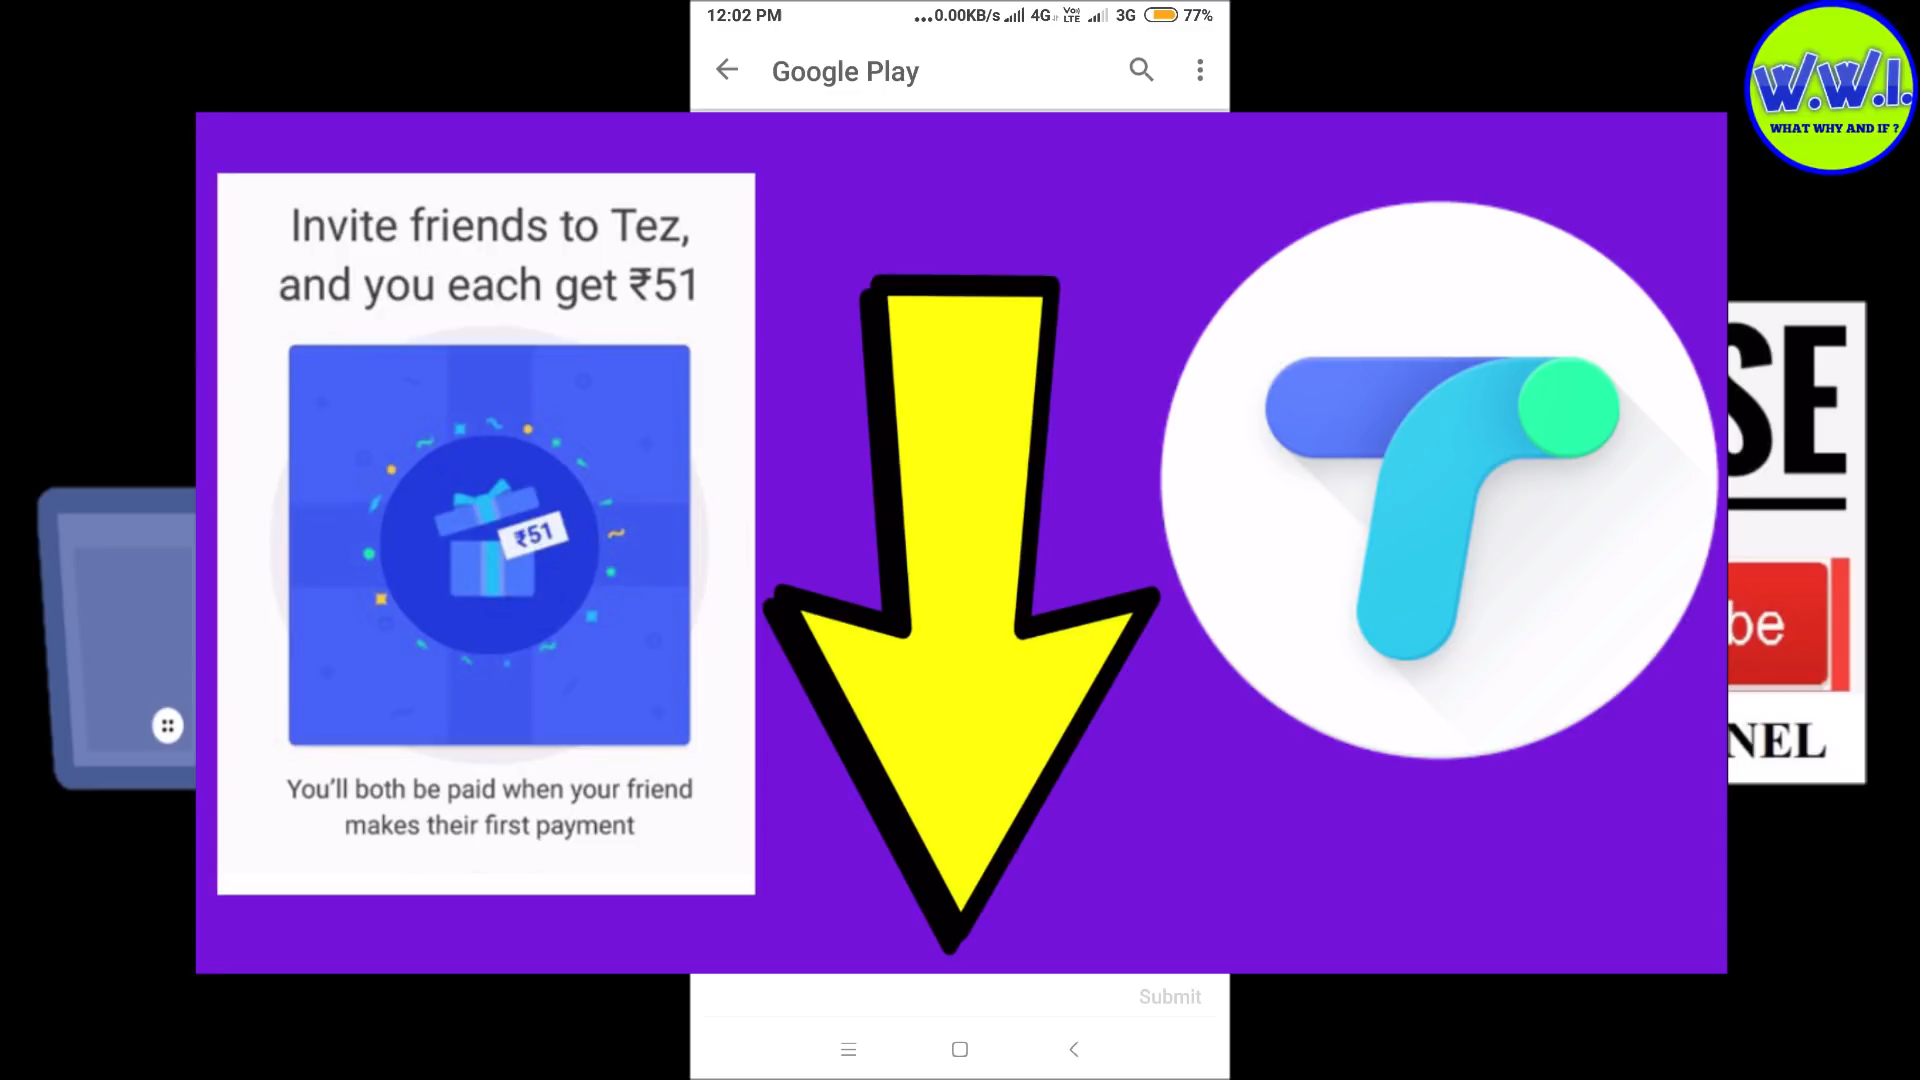 12:02 PM
...0.00KB/s 4G VoLTE 3G 77%
Google Play
W.W.I.
WHAT WHY AND IF ?
Invite friends to Tez,
and you each get ₹51
₹51
You'll both be paid when your friend
makes their first payment
SE
be
NEL
Submit